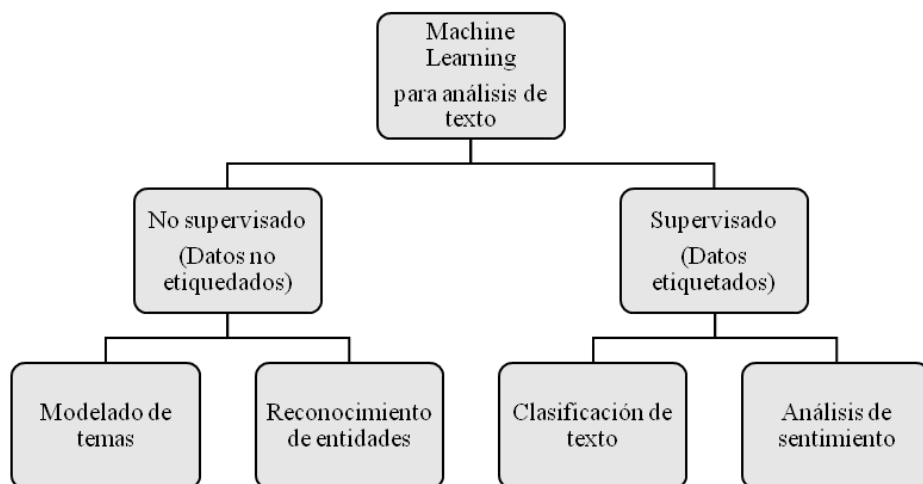 Machine
Learning
para análisis de
texto
No supervisado
(Datos no
etiquedados)
Supervisado
(Datos
etiquetados)
Modelado de
temas
Reconocimiento
de entidades
Clasificación de
texto
Análisis de
sentimiento